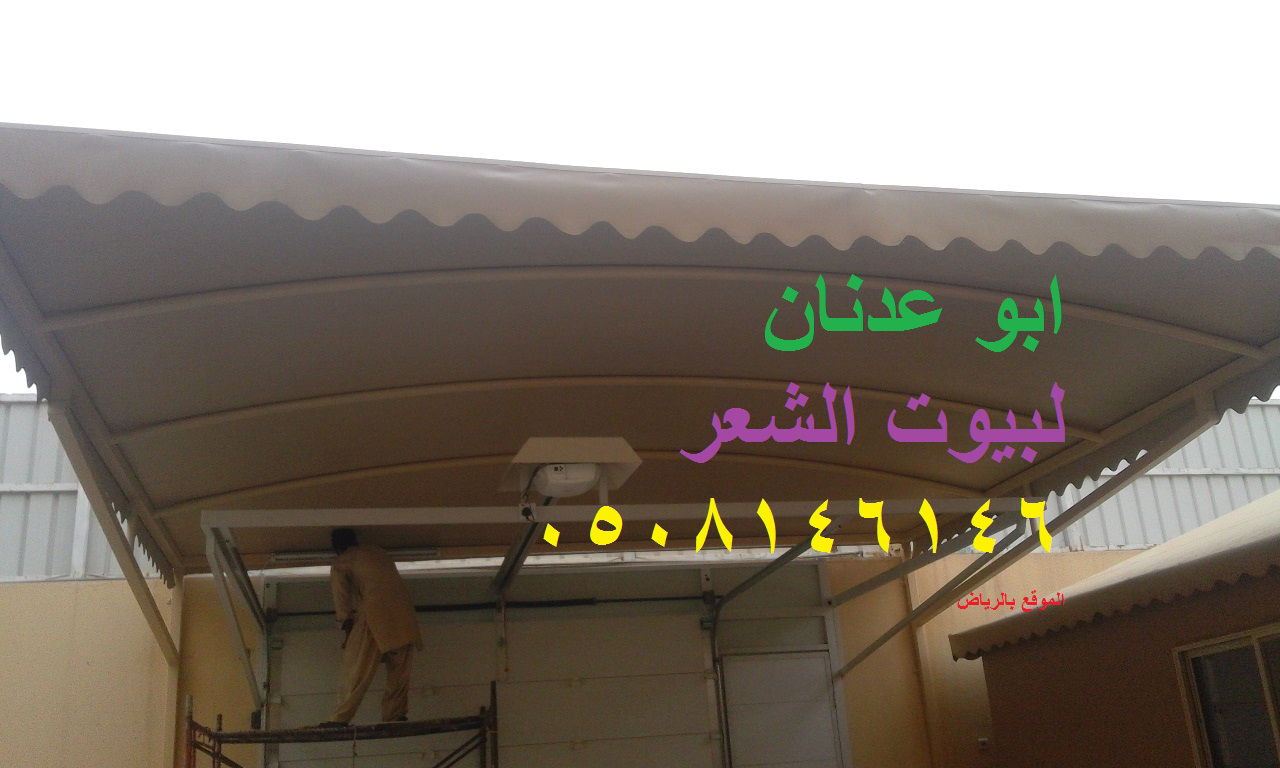 ابو عدنان
لبيوت الشعر
٠٥٠٨١٤٦١٤٦
الموقع بالرياض